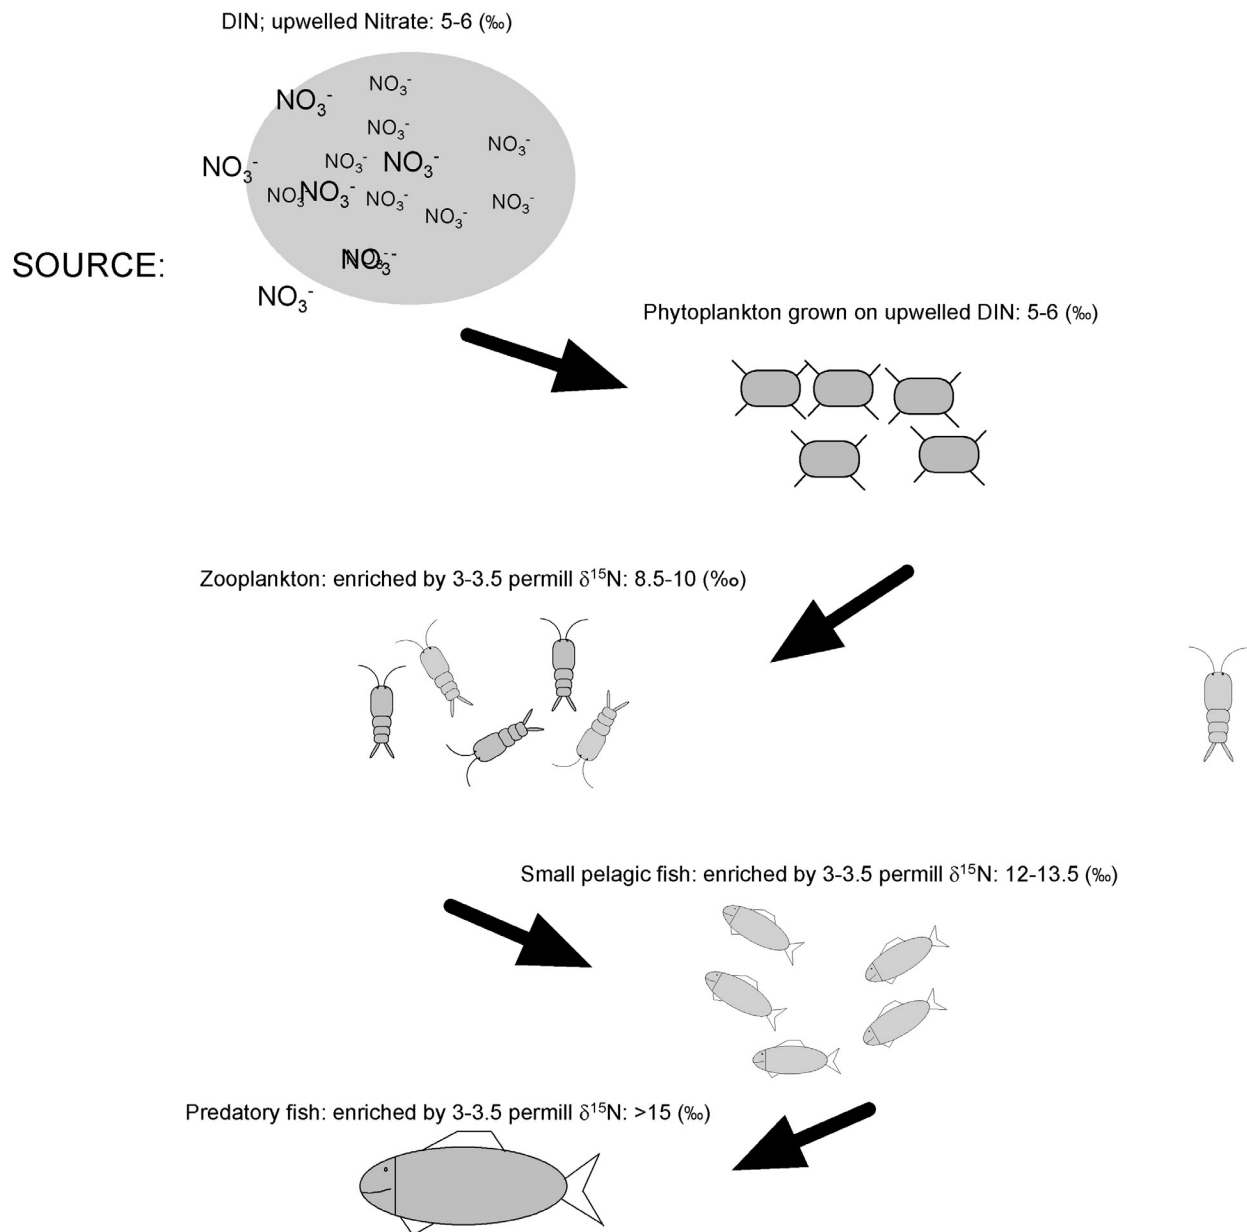 DIN; upwelled Nitrate: 5-6 (‰)
NO₃⁻
NO₃⁻
NO₃⁻
NO₃⁻
NO₃⁻
NO₃⁻
NO₃⁻
NO₃⁻
NO₃⁻
NO₃⁻
NO₃⁻
NO₃⁻
NO₃⁻
NO₃⁻
SOURCE:
NO₃⁻
Phytoplankton grown on upwelled DIN: 5-6 (‰)
Zooplankton: enriched by 3-3.5 permill δ¹⁵N: 8.5-10 (‰)
Small pelagic fish: enriched by 3-3.5 permill δ¹⁵N: 12-13.5 (‰)
Predatory fish: enriched by 3-3.5 permill δ¹⁵N: >15 (‰)